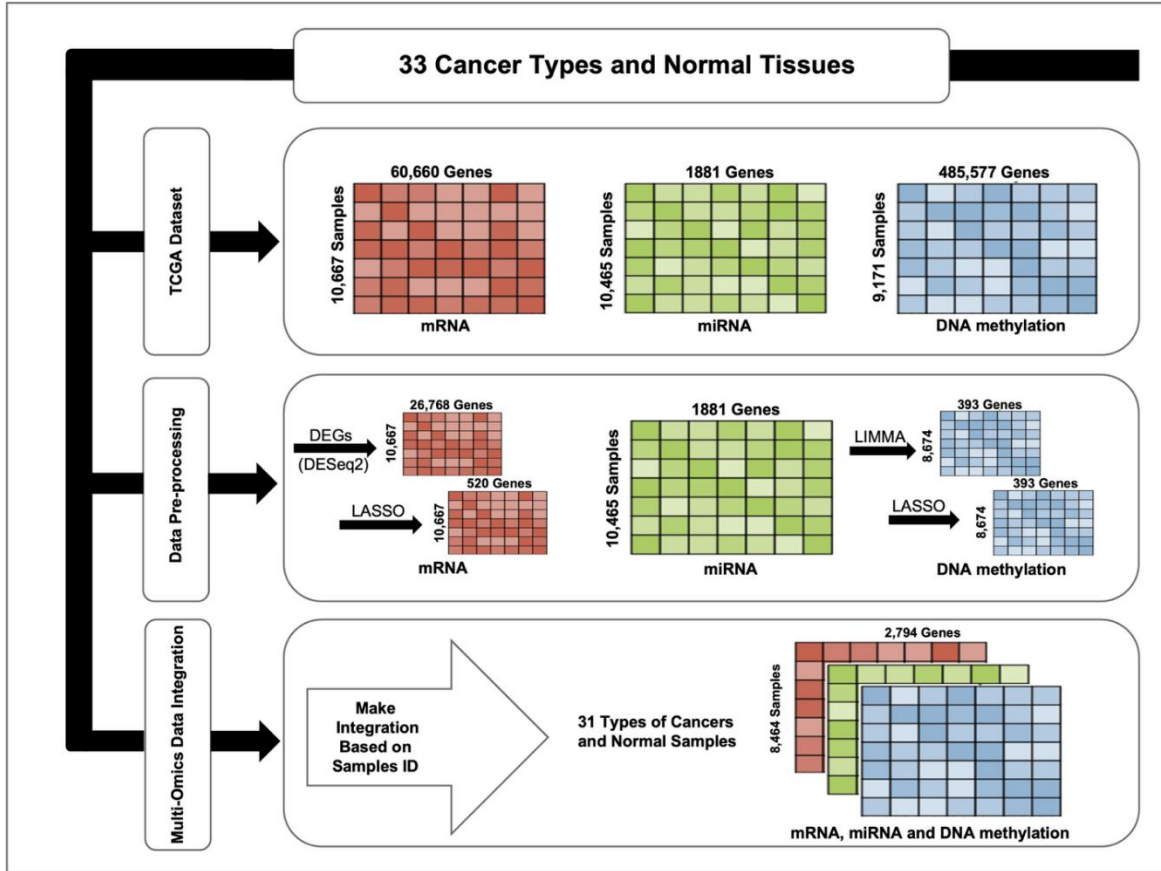 33 Cancer Types and Normal Tissues
TCGA Dataset
60,660 Genes
10,667 Samples
mRNA
1881 Genes
10,465 Samples
miRNA
485,577 Genes
9,171 Samples
DNA methylation
Data Pre-processing
DEGs
(DESeq2)
26,768 Genes
10,667
LASSO
520 Genes
10,667
mRNA
1881 Genes
10,465 Samples
miRNA
LIMMA
393 Genes
8,674
LASSO
393 Genes
8,674
DNA methylation
Multi-Omics Data Integration
Make
Integration
Based on
Samples ID
31 Types of Cancers
and Normal Samples
2,794 Genes
8,464 Samples
mRNA, miRNA and DNA methylation